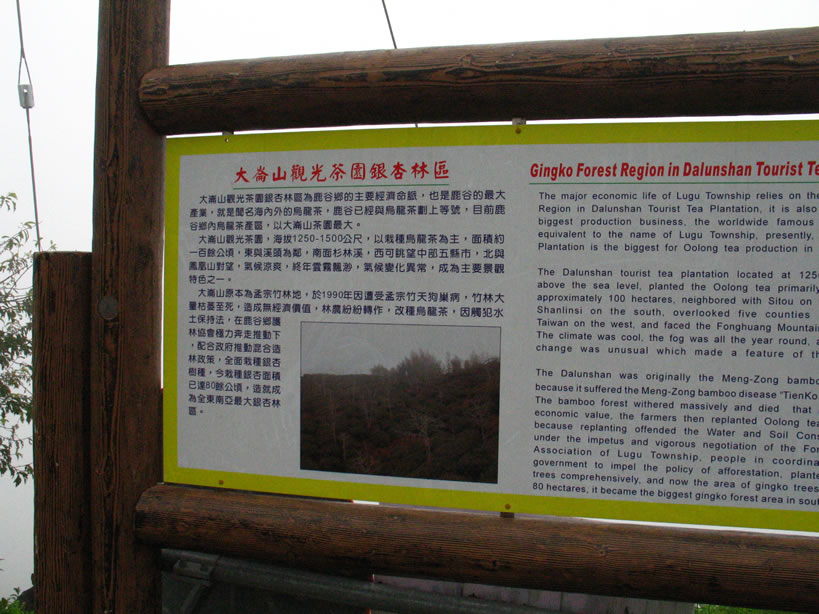 大崙山觀光茶園銀杏林區
大崙山觀光茶園銀杏林區為鹿谷鄉的主要經濟命脈，也是鹿谷的最大
產業，就是聞名海內外的烏龍茶，鹿谷已經與烏龍茶劃上等號，目前鹿
谷鄉內烏龍茶產區，以大崙山茶園最大。
大崙山觀光茶園，海拔1250-1500公尺，以栽種烏龍茶為主，面積約
一百餘公頃，東與溪頭為鄰，南面杉林溪，西可眺望中部五縣市，北與
鳳凰山對望，氣候涼爽，終年雲霧飄渺，氣候變化異常，成為主要景觀
特色之一。
大崙山原本為孟宗竹林地，於1990年因遭受孟宗竹天狗巢病，竹林大
量枯萎至死，造成無經濟價值，林農紛紛轉作，改種烏龍茶，因觸犯水
土保持法，在鹿谷鄉護
林協會極力奔走推動下
，配合政府推動混合造
林政策，全面栽種銀杏
樹種，今栽種銀杏面積
已達80餘公頃，造就成
為全東南亞最大銀杏林
區。
Gingko Forest Region in Dalunshan Tourist Te
The major economic life of Lugu Township relies on the
Region in Dalunshan Tourist Tea Plantation, it is also
biggest production business, the worldwide famous
equivalent to the name of Lugu Township, presently,
Plantation is the biggest for Oolong tea production in
The Dalunshan tourist tea plantation located at 1250
above the sea level, planted the Oolong tea primarily
approximately 100 hectares, neighbored with Sitou on
Shanlinsi on the south, overlooked five counties
Taiwan on the west, and faced the Fonghuang Mountain
The climate was cool, the fog was all the year round, a
change was unusual which made a feature of th
The Dalunshan was originally the Meng-Zong bambo
because it suffered the Meng-Zong bamboo disease "TienKo
The bamboo forest withered massively and died that
economic value, the farmers then replanted Oolong tea
because replanting offended the Water and Soil Cons
under the impetus and vigorous negotiation of the For
Association of Lugu Township, people in coordina
government to impel the policy of afforestation, plante
trees comprehensively, and now the area of gingko trees
80 hectares, it became the biggest gingko forest area in sout